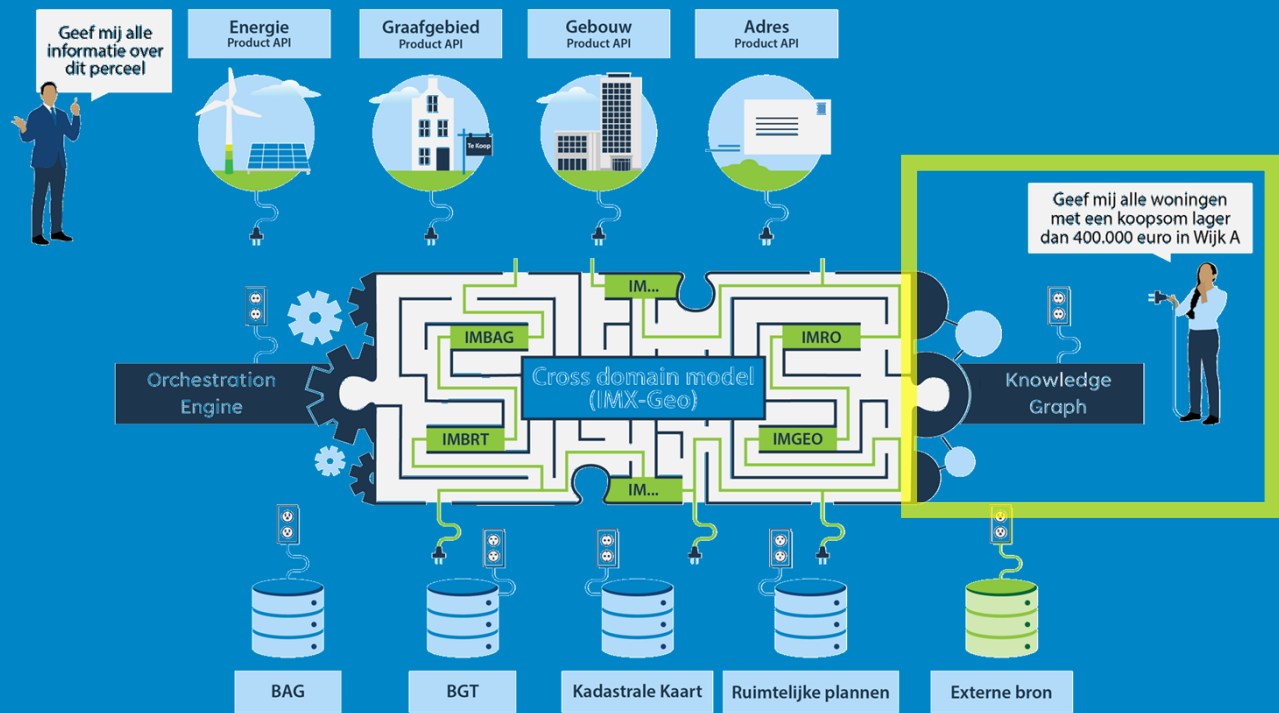 Geef mij alle
informatie over
dit perceel
Energie
Product API
Graafgebied
Product API
Gebouw
Product API
Adres
Product API
Te Koop
Geef mij alle woningen
met een koopsom lager
dan 400.000 euro in Wijk A
IM...
IMBAG
IMRO
Orchestration
Engine
Cross domain model
(IMX-Geo)
Knowledge
Graph
IMBRT
IMGEO
IM...
BAG
BGT
Kadastrale Kaart
Ruimtelijke plannen
Externe bron